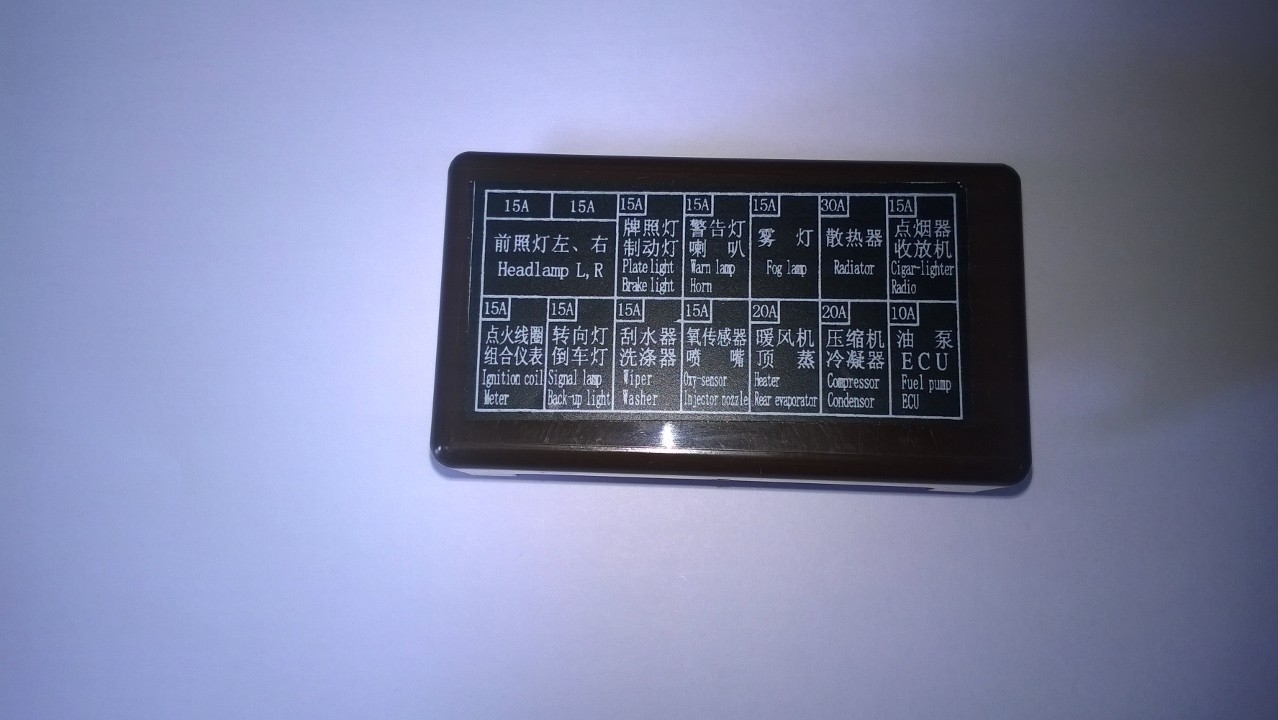 15A 15A
前照灯左、右
Headlamp L,R
15A
牌照灯
制动灯
Plate light
Brake light
15A
警告灯
喇 叭
Warn lamp
Horn
15A
雾 灯
Fog lamp
30A
散热器
Radiator
15A
点烟器
收放机
Cigar-lighter
Radio
15A
点火线圈
组合仪表
Ignition coil
Meter
15A
转向灯
倒车灯
Signal lamp
Back-up light
15A
刮水器
洗涤器
Wiper
Washer
15A
氧传感器
喷 嘴
Oxy-sensor
Injector nozzle
20A
暖风机
顶 蒸
Heater
Rear evaporator
20A
压缩机
冷凝器
Compressor
Condensor
10A
油 泵
ECU
Fuel pump
ECU